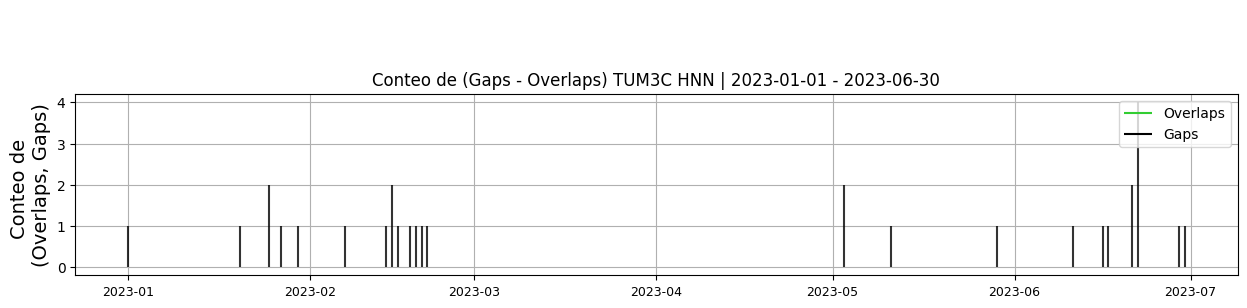 Conteo de (Gaps - Overlaps) TUM3C HNN | 2023-01-01 - 2023-06-30
Conteo de
(Overlaps, Gaps)
4
3
2
1
0
Overlaps
Gaps
2023-01
2023-02
2023-03
2023-04
2023-05
2023-06
2023-07